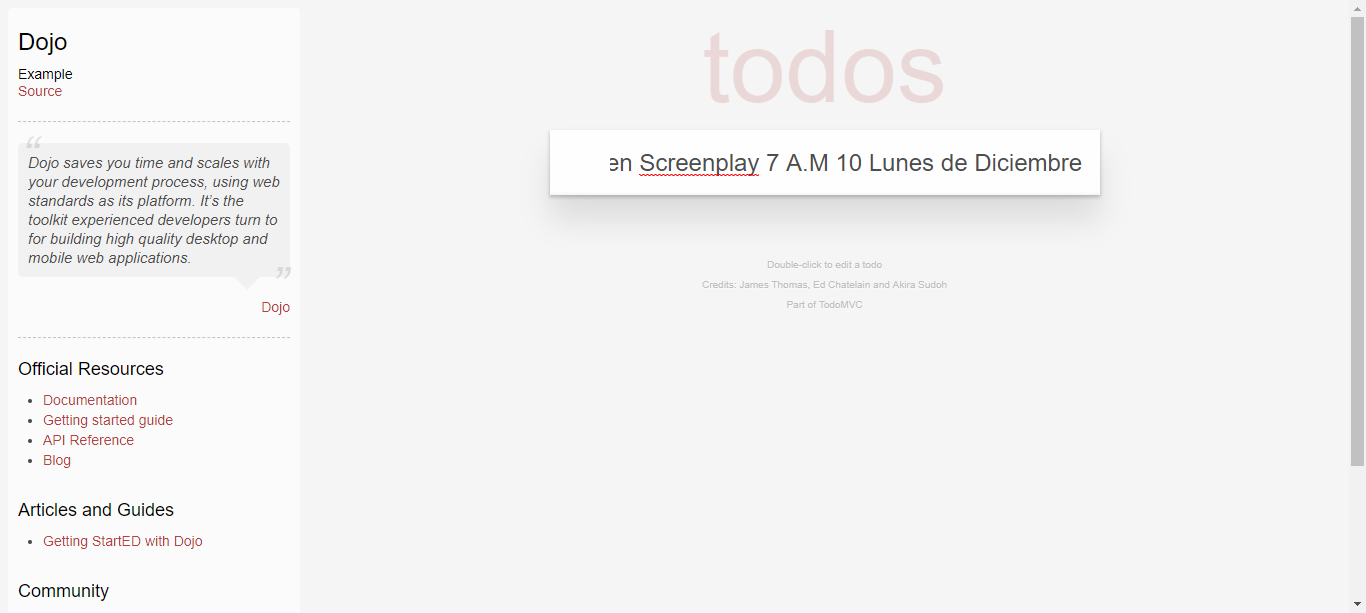 Dojo
Example
Source
“
Dojo saves you time and scales with
your development process, using web
standards as its platform. It’s the
toolkit experienced developers turn to
for building high quality desktop and
mobile web applications.
”
Dojo
Official Resources
Documentation
Getting started guide
API Reference
Blog
Articles and Guides
Getting StartED with Dojo
Community
todos
en Screenplay 7 A.M 10 Lunes de Diciembre
Double-click to edit a todo
Credits: James Thomas, Ed Chatelain and Akira Sudoh
Part of TodoMVC